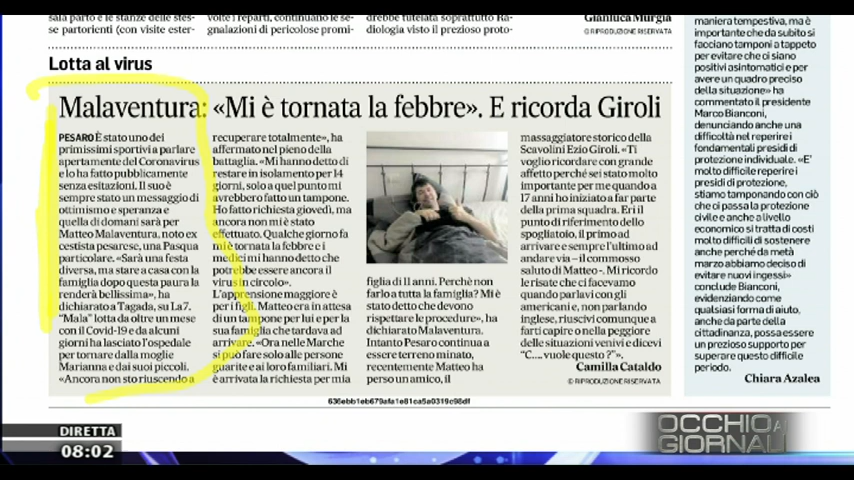 sala parto e le stanze delle stes-
se partorienti (con visite ester-
volte i reparti, continuano le se-
gnalazioni di pericolose promi-
drebbe tutelata soprattutto Ra-
diologia visto il prezioso proto-
Gianluca Murgia
© RIPRODUZIONE RISERVATA
Lotta al virus
Malaventura: «Mi è tornata la febbre». E ricorda Giroli
PESARO È stato uno dei
primissimi sportivi a parlare
apertamente del Coronavirus
e lo ha fatto pubblicamente
senza esitazioni. Il suo è
sempre stato un messaggio di
ottimismo e speranza e
quella di domani sarà per
Matteo Malaventura, noto ex
cestista pesarese, una Pasqua
particolare. «Sarà una festa
diversa, ma stare a casa con la
famiglia dopo questa paura la
renderà bellissima», ha
dichiarato a Tagada, su La7.
"Mala" lotta da oltre un mese
con il Covid-19 e da alcuni
giorni ha lasciato l'ospedale
per tornare dalla moglie
Marianna e dai suoi piccoli.
«Ancora non sto riuscendo a
recuperare totalmente», ha
affermato nel pieno della
battaglia. «Mi hanno detto di
restare in isolamento per 14
giorni, solo a quel punto mi
avrebbero fatto un tampone.
Ho fatto richiesta giovedì, ma
ancora non mi è stato
effettuato. Qualche giorno fa
mi è tornata la febbre e i
medici mi hanno detto che
potrebbe essere ancora il
virus in circolo».
L'apprensione maggiore è
per i figli. Matteo era in attesa
di un tampone per lui e per la
sua famiglia che tardava ad
arrivare. «Ora nelle Marche
si può fare solo alle persone
guarite e ai loro familiari. Mi
è arrivata la richiesta per mia
figlia di 11 anni. Perchè non
farlo a tutta la famiglia? Mi è
stato detto che devono
rispettare le procedure», ha
dichiarato Malaventura.
Intanto Pesaro continua a
essere terreno minato,
recentemente Matteo ha
perso un amico, il
massaggiatore storico della
Scavolini Ezio Giroli. «Ti
voglio ricordare con grande
affetto perché sei stato molto
importante per me quando a
17 anni ho iniziato a far parte
della prima squadra. Eri il
punto di riferimento dello
spogliatoio, il primo ad
arrivare e sempre l'ultimo ad
andare via – il commosso
saluto di Matteo -. Mi ricordo
le risate che ci facevamo
quando parlavi con gli
americani e, non parlando
inglese, riuscivi comunque a
farti capire o nella peggiore
delle situazioni venivi e dicevi
"C.... vuole questo ?"».
Camilla Cataldo
© RIPRODUZIONE RISERVATA
maniera tempestiva, ma è
importante che da subito si
facciano tamponi a tappeto
per evitare che ci siano
positivi asintomatici e per
avere un quadro preciso
della situazione» ha
commentato il presidente
Marco Bianconi,
denunciando anche una
difficoltà nel reperire i
fondamentali presidi di
protezione individuale. «E'
molto difficile reperire i
presidi di protezione,
stiamo tamponando con ciò
che ci passa la protezione
civile e anche a livello
economico si tratta di costi
molto difficili di sostenere
anche perché da metà
marzo abbiamo deciso di
evitare nuovi ingessi»
conclude Bianconi,
evidenziando come
qualsiasi forma di aiuto,
anche da parte della
cittadinanza, possa essere
un prezioso supporto per
superare questo difficile
periodo.
Chiara Azalea
636ebb1eb679afa1e81ca5a0319c98df
DIRETTA
08:02
OCCHIO AI
GIORNALI